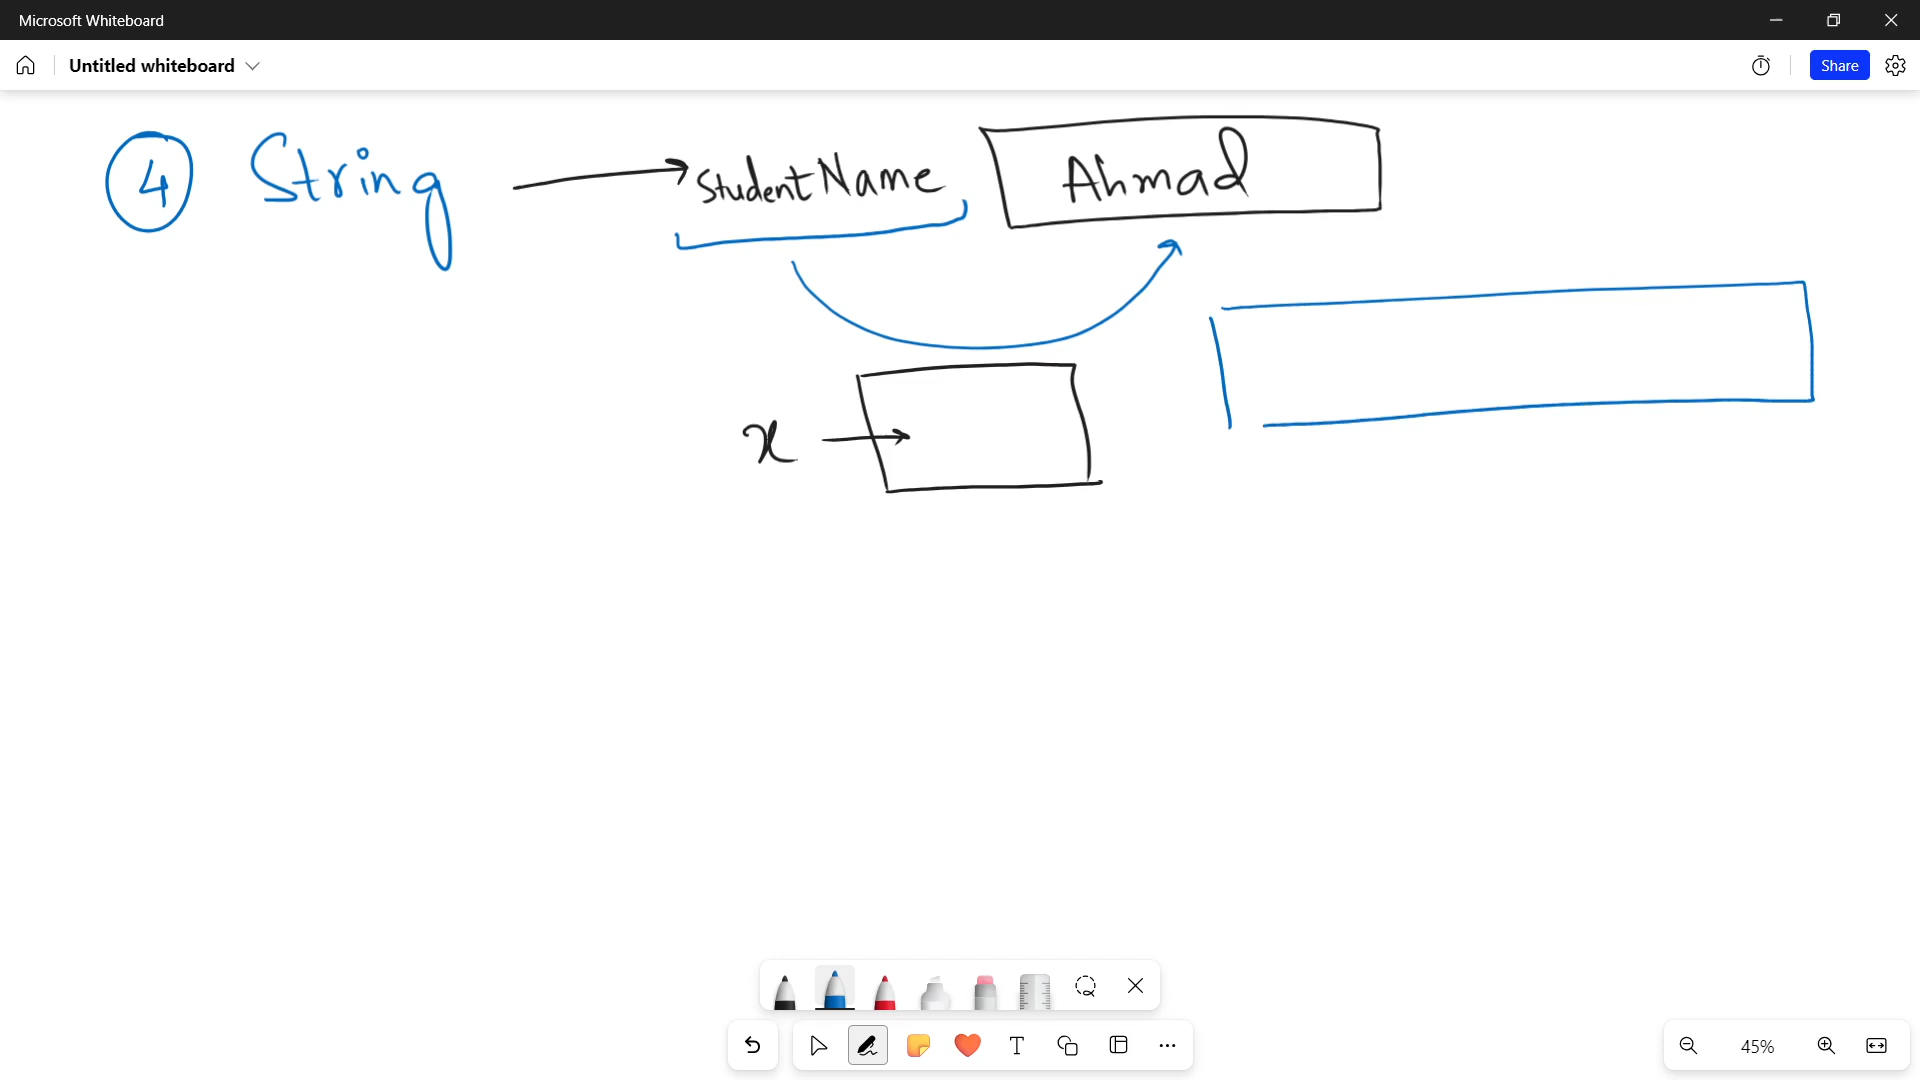 Microsoft Whiteboard
Untitled whiteboard
Share
4 String → studentName Ahmad
x →
45%